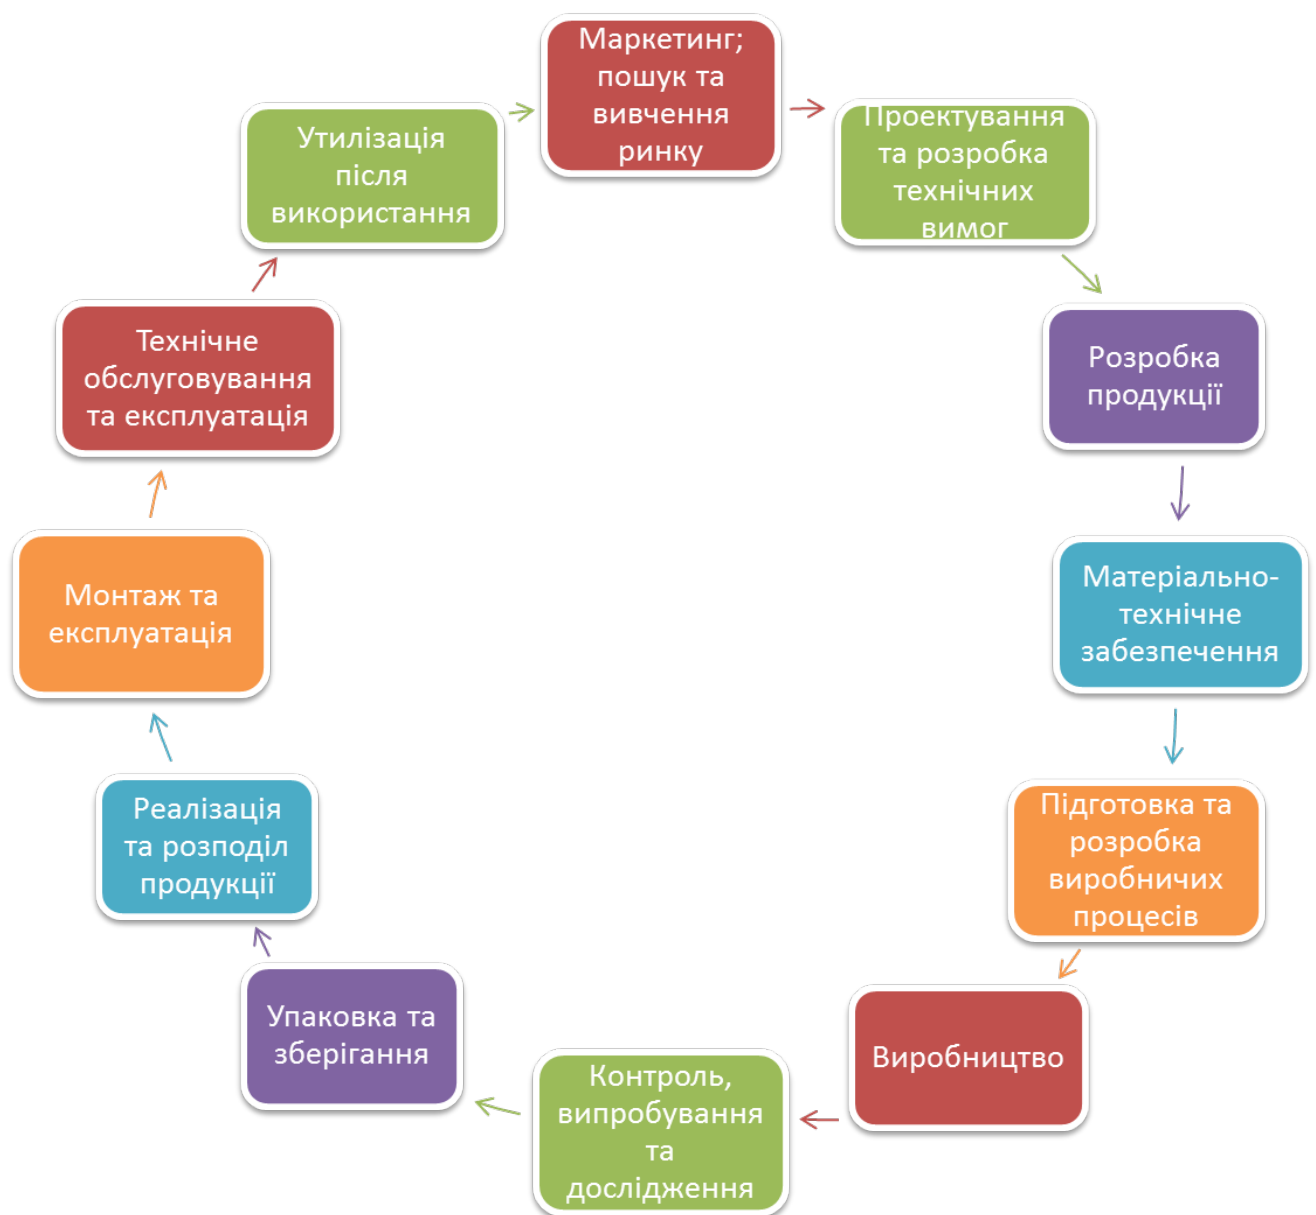 Маркетинг;
пошук та
вивчення
ринку
Проектування
та розробка
технічних
вимог
Розробка
продукції
Матеріально-
технічне
забезпечення
Підготовка та
розробка
виробничих
процесів
Виробництво
Контроль,
випробування
та
дослідження
Упаковка та
зберігання
Реалізація
та розподіл
продукції
Монтаж та
експлуатація
Технічне
обслуговування
та експлуатація
Утилізація
після
використання